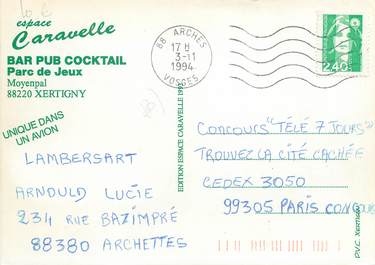 espace
Caravelle
BAR PUB COCKTAIL
Parc de Jeux
Moyenpal
88220 XERTIGNY
UNIQUE DANS
UN AVION
88 ARCHES
17 H
3-11
1994
VOSGES
2,40
EDITION ESPACE CARAVELLE
LAMBERSART
ARNOULD LUCIE
234 RUE BAZIMPRÉ
88380 ARCHETTES
CONCOURS "TÉLÉ 7 JOURS"
TROUVEZ LA CITÉ CACHÉE
CEDEX 3050
99305 PARIS CONCOURS
P.V.C. XERTIGNY